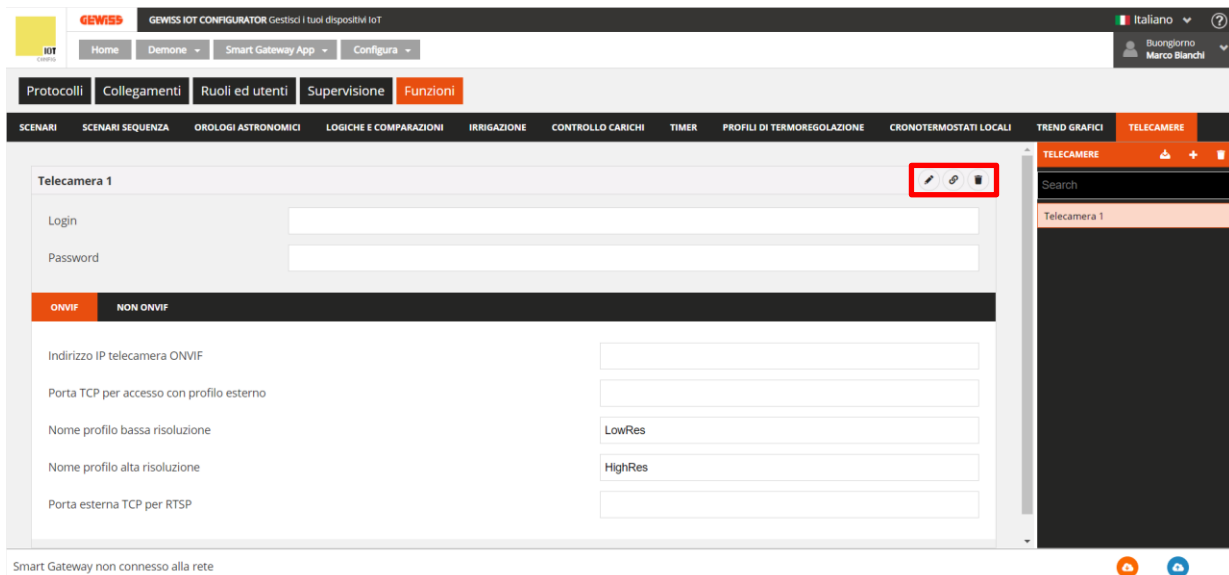 GEWISS GEWISS IOT CONFIGURATOR Gestisci i tuoi dispositivi IoT Italiano ?
IOT
CONFIG
Home Demone Smart Gateway App Configura
Buongiorno
Marco Bianchi
Protocolli Collegamenti Ruoli ed utenti Supervisione Funzioni
SCENARI SCENARI SEQUENZA OROLOGI ASTRONOMICI LOGICHE E COMPARAZIONI IRRIGAZIONE CONTROLLO CARICHI TIMER PROFILI DI TERMOREGOLAZIONE CRONOTERMOSTATI LOCALI TREND GRAFICI TELECAMERE
TELECAMERE
Search
Telecamera 1
Telecamera 1
Login
Password
ONVIF NON ONVIF
Indirizzo IP telecamera ONVIF
Porta TCP per accesso con profilo esterno
Nome profilo bassa risoluzione LowRes
Nome profilo alta risoluzione HighRes
Porta esterna TCP per RTSP
Smart Gateway non connesso alla rete